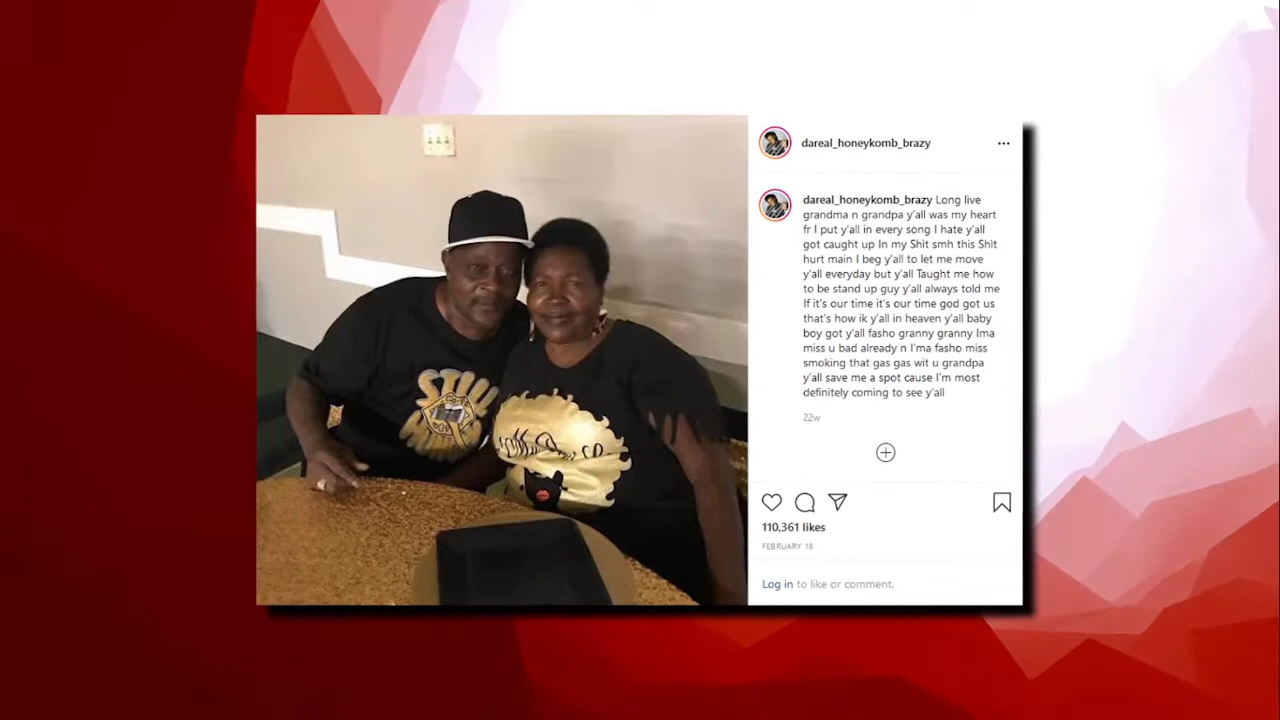 dareal_honeykomb_brazy
dareal_honeykomb_brazy Long live
grandma n grandpa y'all was my heart
fr I put y'all in every song I hate y'all
got caught up In my Shìt smh this Shìt
hurt main I beg y'all to let me move
y'all everyday but y'all Taught me how
to be stand up guy y'all always told me
If it's our time it's our time god got us
that's how ik y'all in heaven y'all baby
boy got y'all fasho granny granny Ima
miss u bad already n I'ma fasho miss
smoking that gas gas wit u grandpa
y'all save me a spot cause I'm most
definitely coming to see y'all
22w
110,361 likes
FEBRUARY 18
Log in to like or comment.
STILL